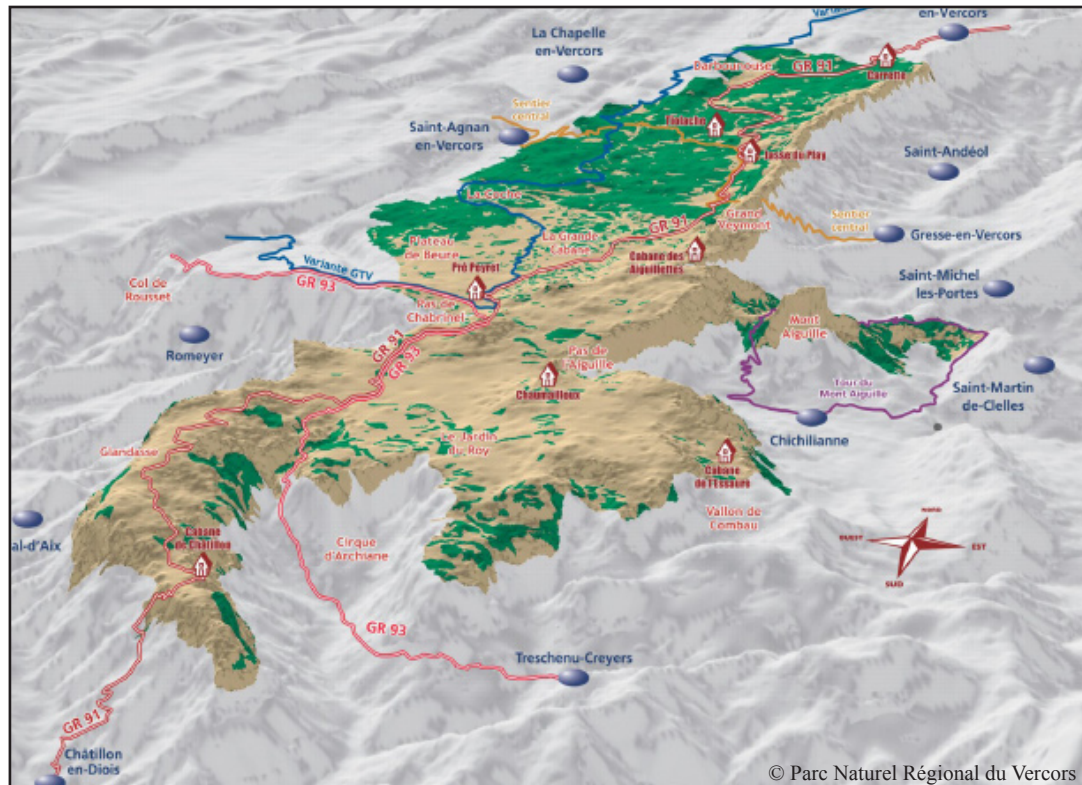 Variante
en-Vercors
La Chapelle
en-Vercors
GR 91
Carrette
Sentier
central
Saint-Agnan
en-Vercors
Tiolache
Jasse du Play
Saint-Andéol
La Coche
Grand
Veymont
Sentier
central
Gresse-en-Vercors
GR 91
La Grande
Cabane
Plateau
de Beure
Cabane des
Aiguillettes
Variante GTV
Pré Peyret
Saint-Michel
les-Portes
Col de
Rousset
GR 93
Pas de
Chabrinel
Mont
Aiguille
Romeyer
GR 91
GR 93
Pas de
l'Aiguille
Chaumailloux
Tour du
Mont Aiguille
Saint-Martin
de-Clelles
Chichilianne
Glandasse
Le Jardin
du Roy
Cabane
de l'Essaure
Vallon de
Combau
NORD
OUEST
EST
SUD
al-d'Aix
Cabane
de Châtillon
Cirque
d'Archiane
GR 93
Treschenu-Creyers
GR 91
Châtillon
en-Diois
© Parc Naturel Régional du Vercors